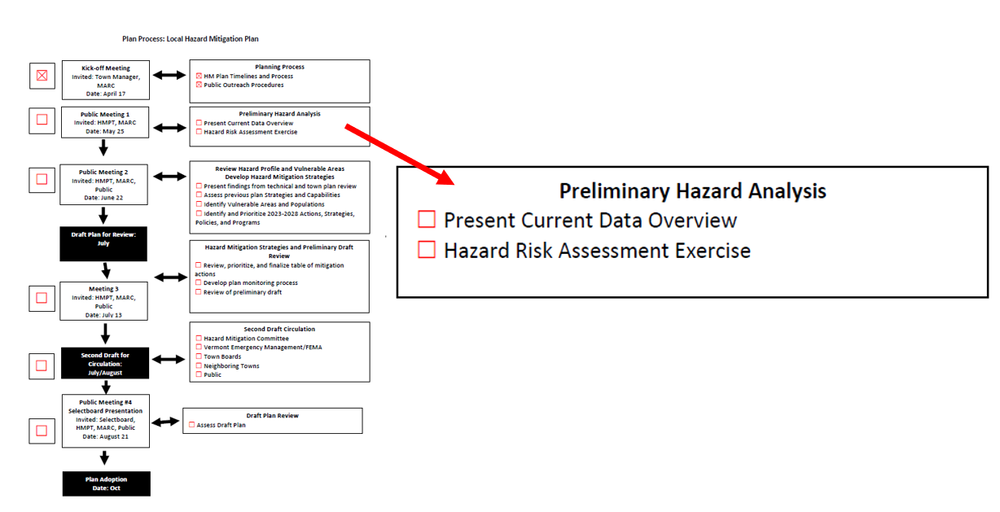 Plan Process: Local Hazard Mitigation Plan
Kick-off Meeting
Invited: Town Manager,
MARC
Date: April 17
Planning Process
☒ HM Plan Timelines and Process
☒ Public Outreach Procedures
Public Meeting 1
Invited: HMPT, MARC
Date: May 25
Preliminary Hazard Analysis
☐ Present Current Data Overview
☐ Hazard Risk Assessment Exercise
Public Meeting 2
Invited: HMPT, MARC,
Public
Date: June 22
Review Hazard Profile and Vulnerable Areas
Develop Hazard Mitigation Strategies
☐ Present findings from technical and town plan review
☐ Assess previous plan Strategies and Capabilities
☐ Identify Vulnerable Areas and Populations
☐ Identify and Prioritize 2023-2028 Actions, Strategies,
Policies, and Programs
Draft Plan for Review:
July
Hazard Mitigation Strategies and Preliminary Draft
Review
☐ Review, prioritize, and finalize table of mitigation
actions
☐ Develop plan monitoring process
☐ Review of preliminary draft
Meeting 3
Invited: HMPT, MARC,
Public
Date: July 13
Second Draft for
Circulation:
July/August
Second Draft Circulation
☐ Hazard Mitigation Committee
☐ Vermont Emergency Management/FEMA
☐ Town Boards
☐ Neighboring Towns
☐ Public
Public Meeting #4
Selectboard Presentation
Invited: Selectboard,
HMPT, MARC, Public
Date: August 21
Draft Plan Review
☐ Assess Draft Plan
Plan Adoption
Date: Oct
Preliminary Hazard Analysis
☐ Present Current Data Overview
☐ Hazard Risk Assessment Exercise